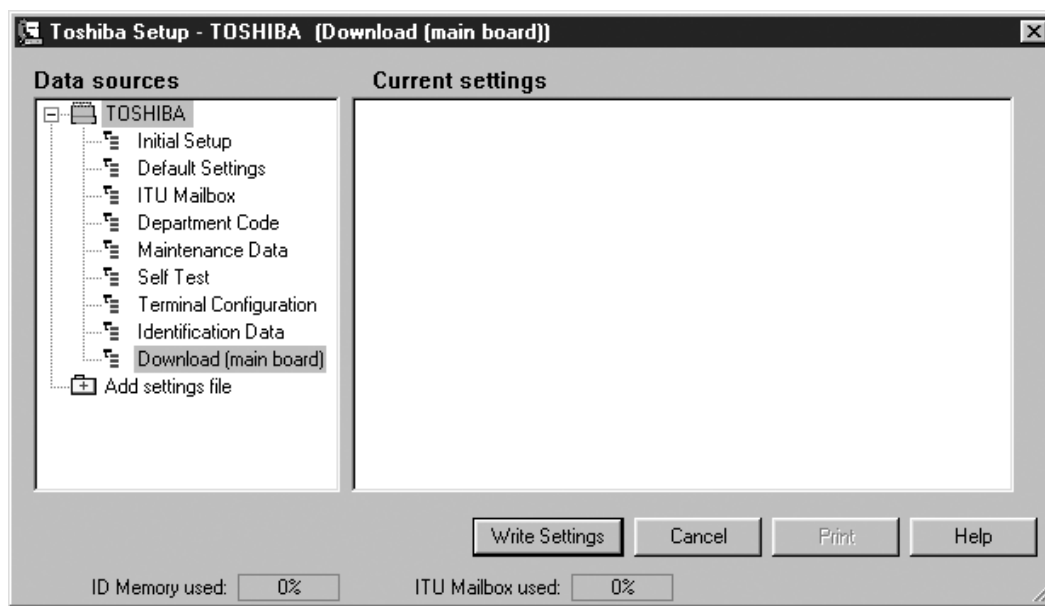 Toshiba Setup - TOSHIBA (Download (main board))
Data sources
Current settings
TOSHIBA
Initial Setup
Default Settings
ITU Mailbox
Department Code
Maintenance Data
Self Test
Terminal Configuration
Identification Data
Download (main board)
Add settings file
Write Settings
Cancel
Print
Help
ID Memory used: 0%
ITU Mailbox used: 0%